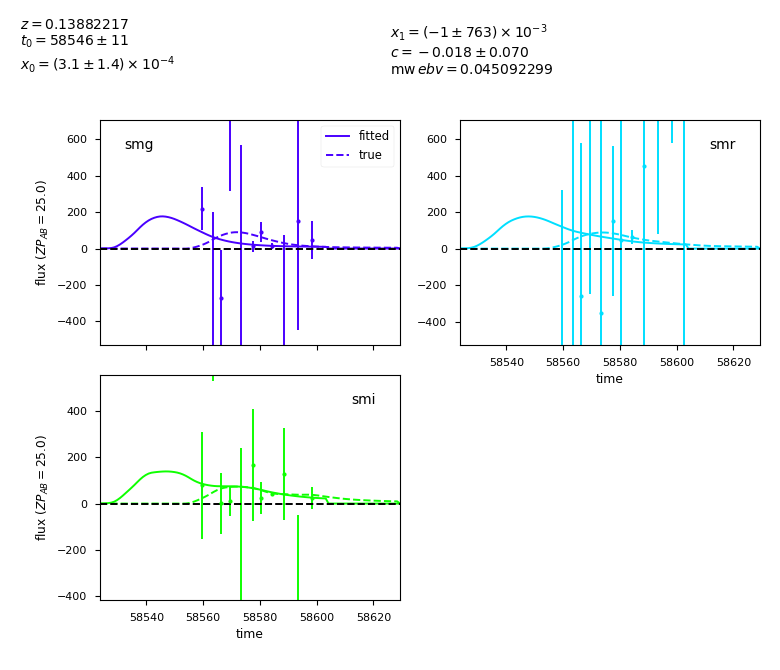 z = 0.13882217
t₀ = 58546 ± 11
x₀ = (3.1 ± 1.4) × 10⁻⁴
x₁ = (−1 ± 763) × 10⁻³
c = −0.018 ± 0.070
mw ebv = 0.045092299
600
400
200
0
−200
−400
flux (ZP_AB = 25.0)
smg
fitted
true
600
400
200
0
−200
−400
smr
58540 58560 58580 58600 58620
time
400
200
0
−200
−400
flux (ZP_AB = 25.0)
smi
58540 58560 58580 58600 58620
time